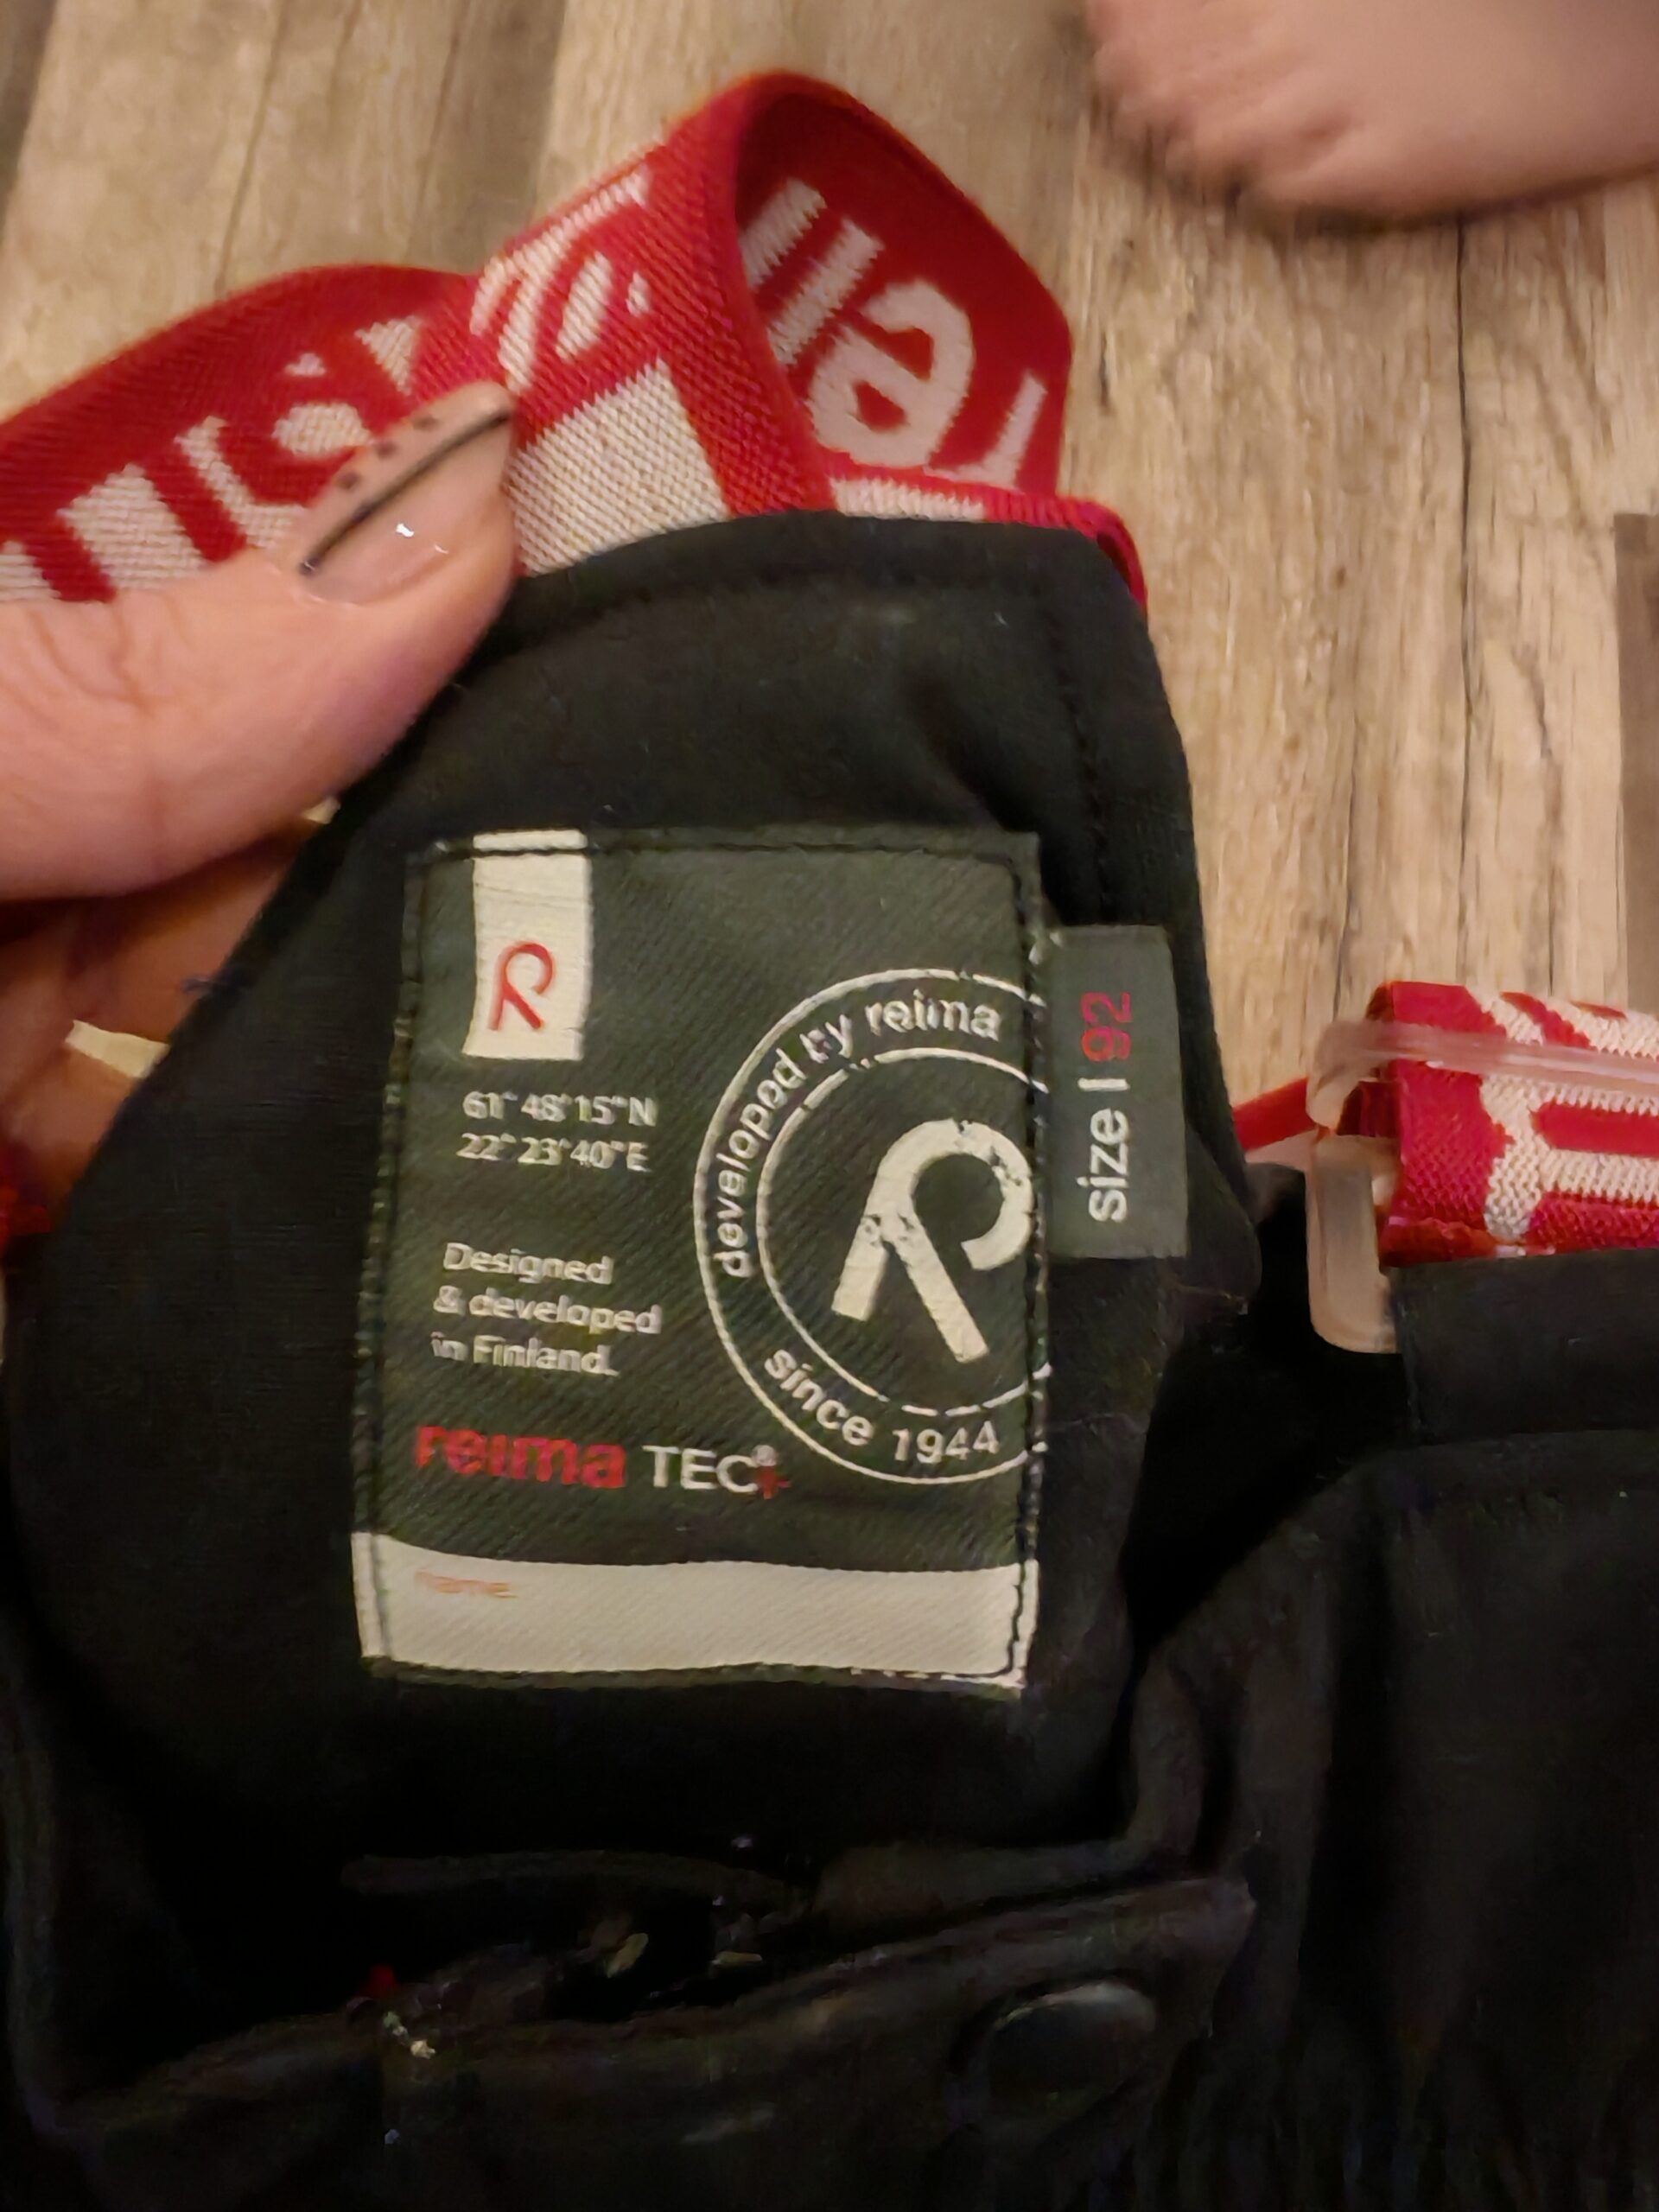 rei
R
61° 48' 15" N
22° 23' 40" E
developed by reima
R
since 1944
size | 92
Designed
& developed
in Finland.
reima TEC®+
name